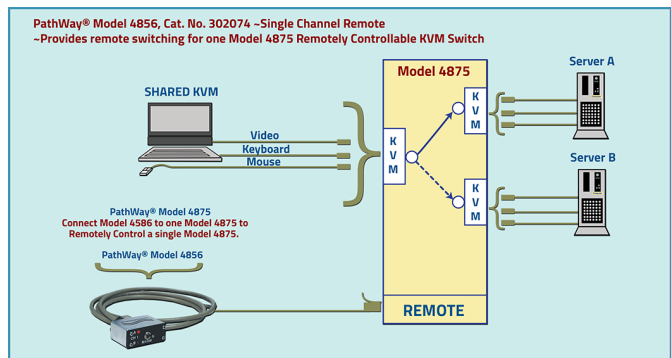 PathWay® Model 4856, Cat. No. 302074 ~Single Channel Remote
~Provides remote switching for one Model 4875 Remotely Controllable KVM Switch
Model 4875
Server A
SHARED KVM
K
V
M
Video
Keyboard
Mouse
K
V
M
Server B
K
V
M
PathWay® Model 4875
Connect Model 4586 to one Model 4875 to
Remotely Control a single Model 4875.
PathWay® Model 4856
REMOTE